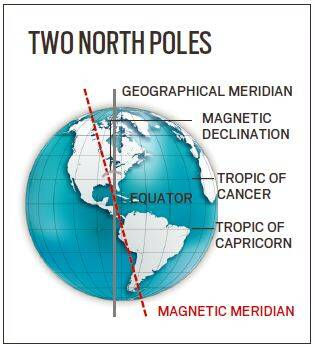 TWO NORTH POLES
GEOGRAPHICAL MERIDIAN
MAGNETIC
DECLINATION
TROPIC OF
CANCER
EQUATOR
TROPIC OF
CAPRICORN
MAGNETIC MERIDIAN